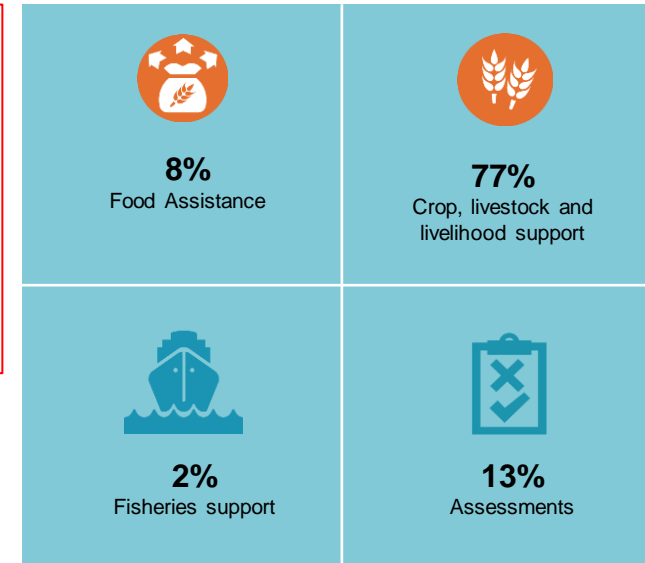 8%
Food Assistance
77%
Crop, livestock and
livelihood support
2%
Fisheries support
13%
Assessments